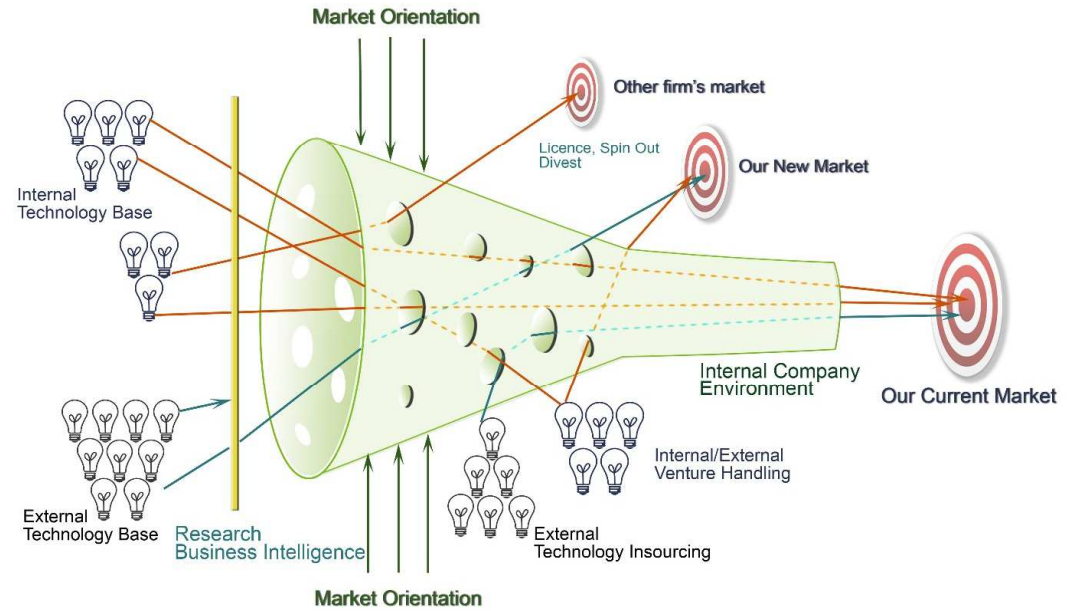 Market Orientation
Other firm's market
Licence, Spin Out
Divest
Our New Market
Internal
Technology Base
Internal Company
Environment
Our Current Market
Internal/External
Venture Handling
External
Technology Base
Research
Business Intelligence
External
Technology Insourcing
Market Orientation